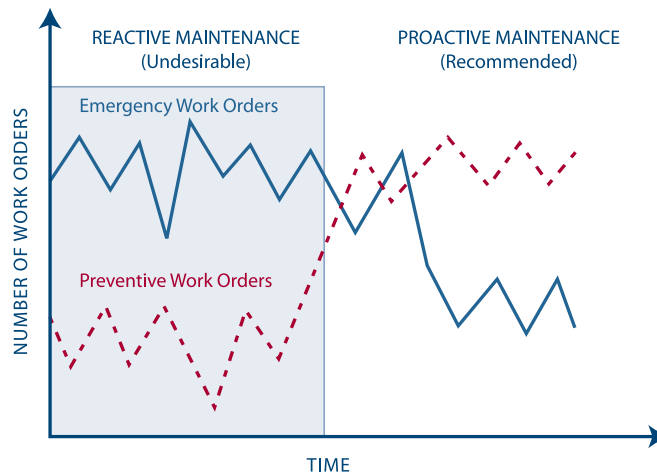 REACTIVE MAINTENANCE
(Undesirable)
PROACTIVE MAINTENANCE
(Recommended)
Emergency Work Orders
Preventive Work Orders
NUMBER OF WORK ORDERS
TIME